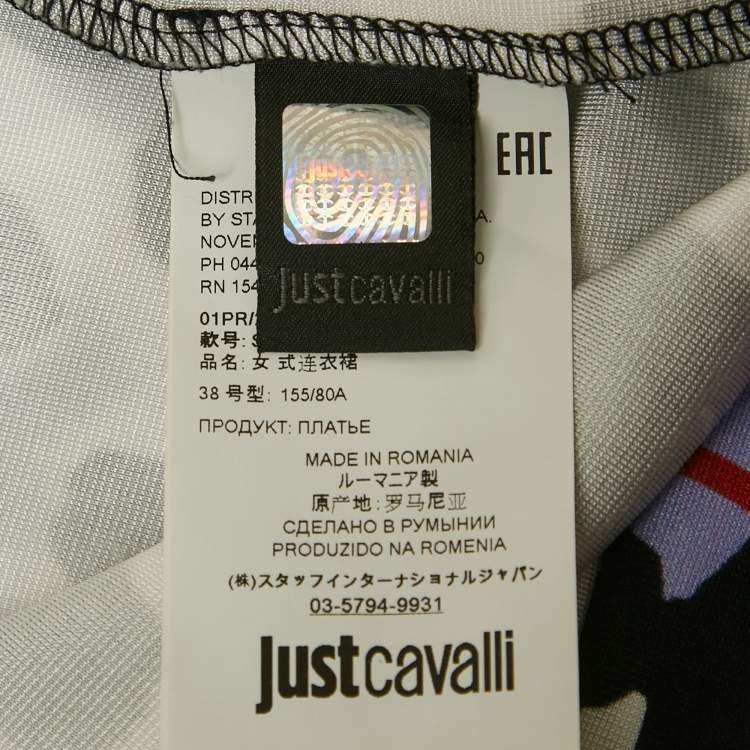 just
EAC
DISTR
BY STA A.
NOVE
PH 044 0
RN 154
justcavalli
01PR/
款号: S
品名: 女 式连衣裙
38 号型: 155/80A
ПРОДУКТ: ПЛАТЬЕ
MADE IN ROMANIA
ルーマニア製
原产地: 罗马尼亚
СДЕЛАНО В РУМЫНИИ
PRODUZIDO NA ROMENIA
(株)スタッフインターナショナルジャパン
03-5794-9931
justcavalli